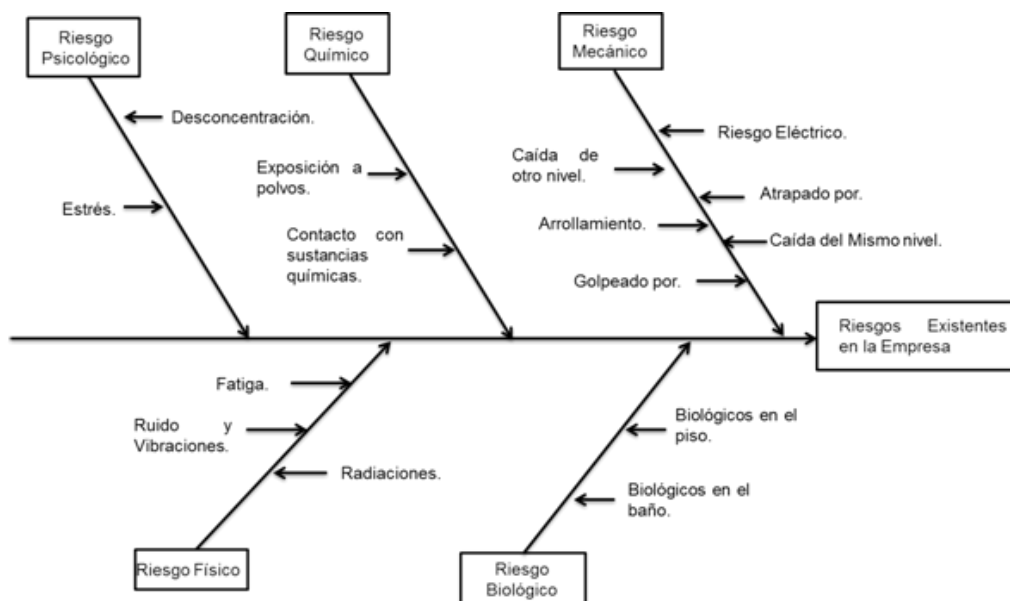 Riesgo
Psicológico
Riesgo
Químico
Riesgo
Mecánico
Desconcentración.
Estrés.
Exposición a
polvos.
Contacto con
sustancias
químicas.
Riesgo Eléctrico.
Caída de
otro nivel.
Atrapado por.
Arrollamiento.
Caída del Mismo nivel.
Golpeado por.
Riesgos Existentes
en la Empresa
Fatiga.
Ruido y
Vibraciones.
Radiaciones.
Biológicos en el
piso.
Biológicos en el
baño.
Riesgo Físico
Riesgo
Biológico